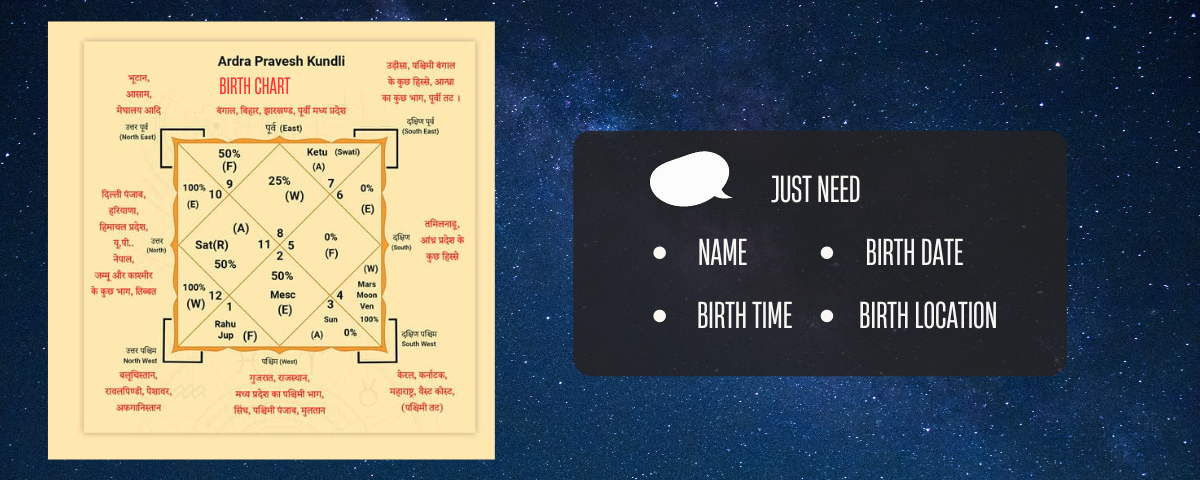 Ardra Pravesh Kundli
BIRTH CHART
भूटान,
आसाम,
मेघालय आदि
बंगाल, बिहार, झारखण्ड, पूर्वी मध्य प्रदेश
उड़ीसा, पश्चिमी बंगाल
के कुछ हिस्से, आन्ध्रा
का कुछ भाग, पूर्वी तट ।
उत्तर पूर्व
(North East)
पूर्व (East)
दक्षिण पूर्व
(South East)
50%
(F)
9
Ketu (Swati)
(A)
7
25%
(W)
100%
10
(E)
0%
6
(E)
दिल्ली पंजाब,
हरियाणा,
हिमाचल प्रदेश,
यू.पी..
नेपाल,
जम्मू और काश्मीर
के कुछ भाग, तिब्बत
उत्तर
(North)
(A)
Sat(R)
11
50%
8
5
2
0%
(F)
दक्षिण
(South)
तमिलनाडू,
आंध्र प्रदेश के
कुछ हिस्से
50%
Mesc
(E)
100%
12
(W)
1
Rahu
Jup (F)
(W)
Mars
Moon
Ven
100%
4
3
Sun
(A) 0%
उत्तर पश्चिम
North West
पश्चिम (West)
दक्षिण पश्चिम
South West
बलूचिस्तान,
रावलपिण्डी, पेशावर,
अफगानिस्तान
गुजरात, राजस्थान,
मध्य प्रदेश का पश्चिमी भाग,
सिंध, पश्चिमी पंजाब, मुलतान
केरल, कर्नाटक,
महाराष्ट्र, वैस्ट कोस्ट,
(पश्चिमी तट)
JUST NEED
NAME
BIRTH DATE
BIRTH TIME
BIRTH LOCATION